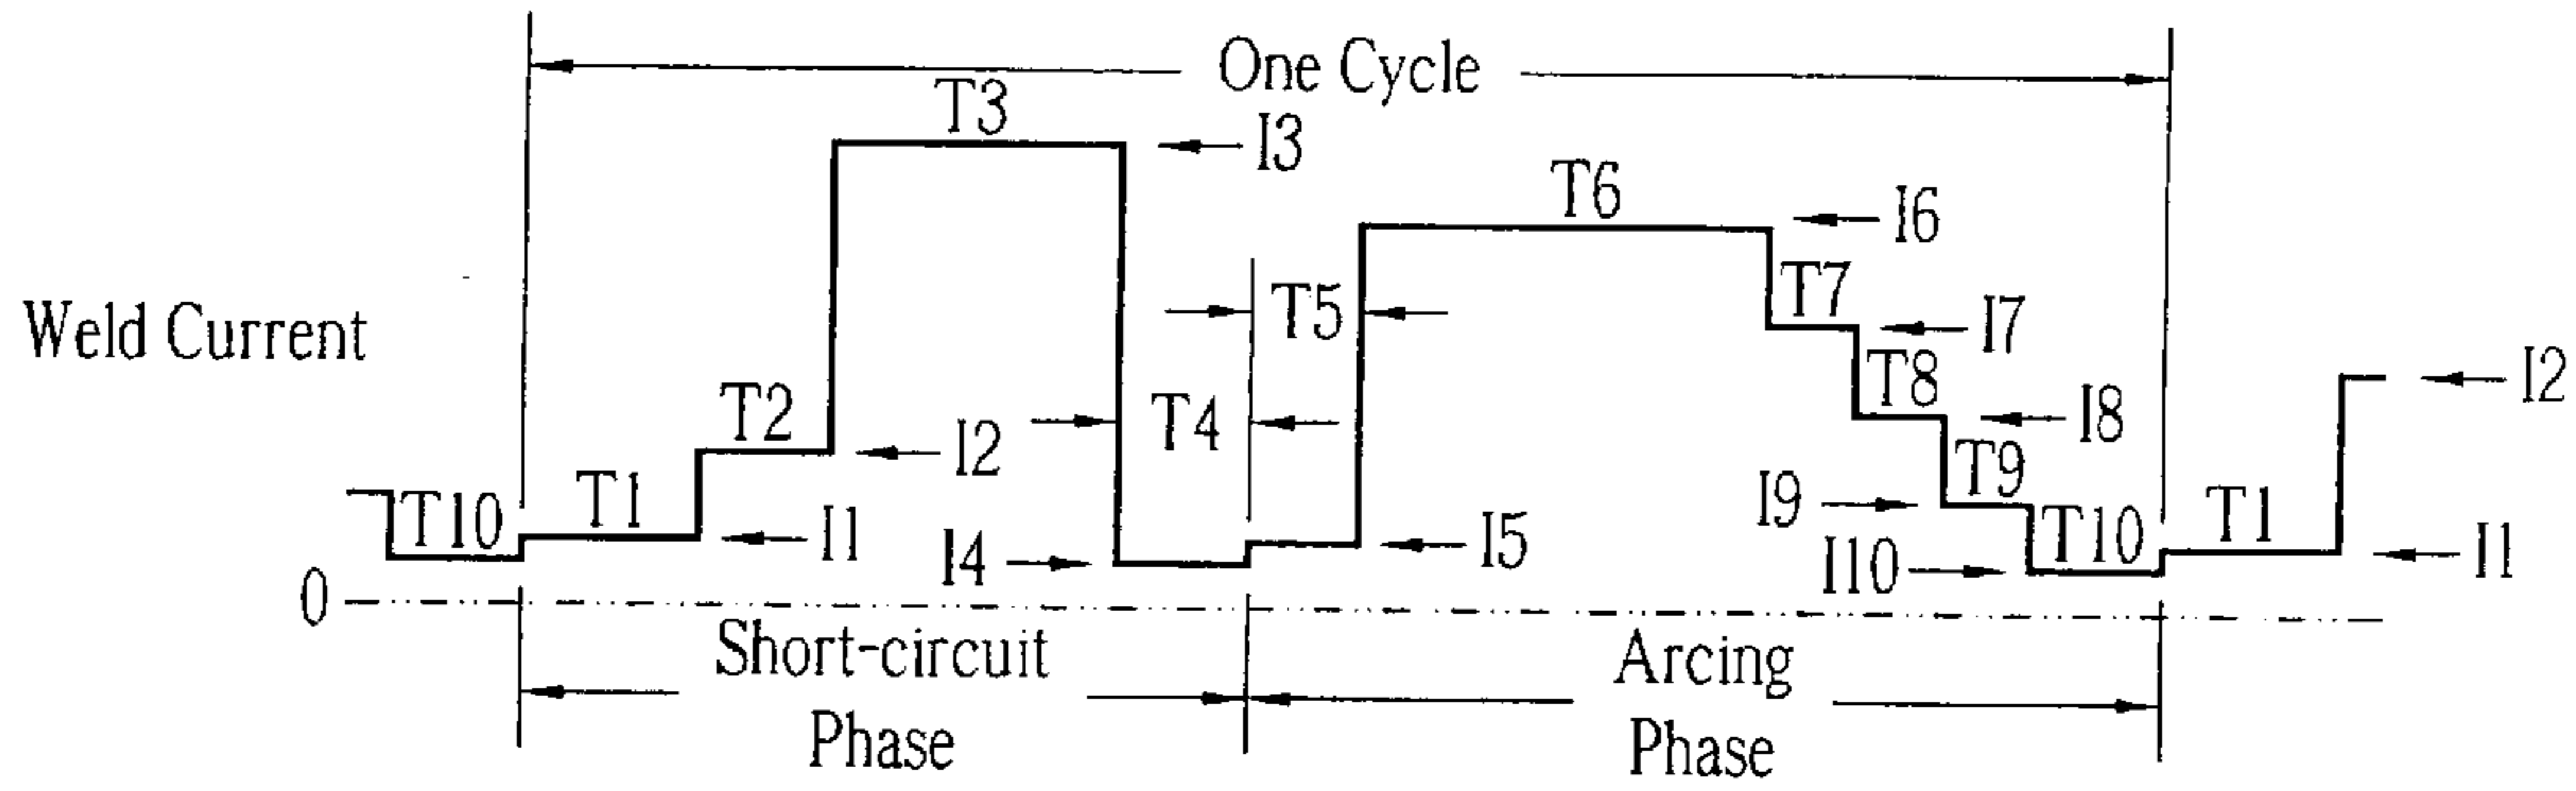 One Cycle
T3
I3
T6
I6
T5
T7
I7
Weld Current
T2
I2
T4
T8
I8
I2
T10
T1
I1
I4
I5
I9
T9
I10
T10
T1
I1
0
Short-circuit
Phase
Arcing
Phase